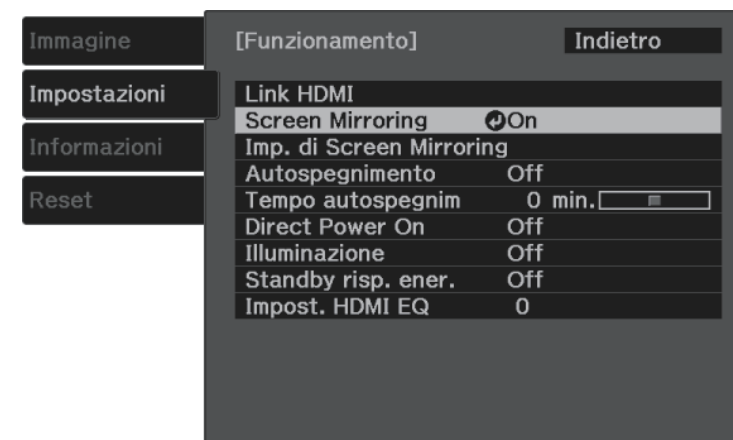 Immagine
Impostazioni
Informazioni
Reset
[Funzionamento] Indietro
Link HDMI
Screen Mirroring On
Imp. di Screen Mirroring
Autospegnimento Off
Tempo autospegnim 0 min.
Direct Power On Off
Illuminazione Off
Standby risp. ener. Off
Impost. HDMI EQ 0